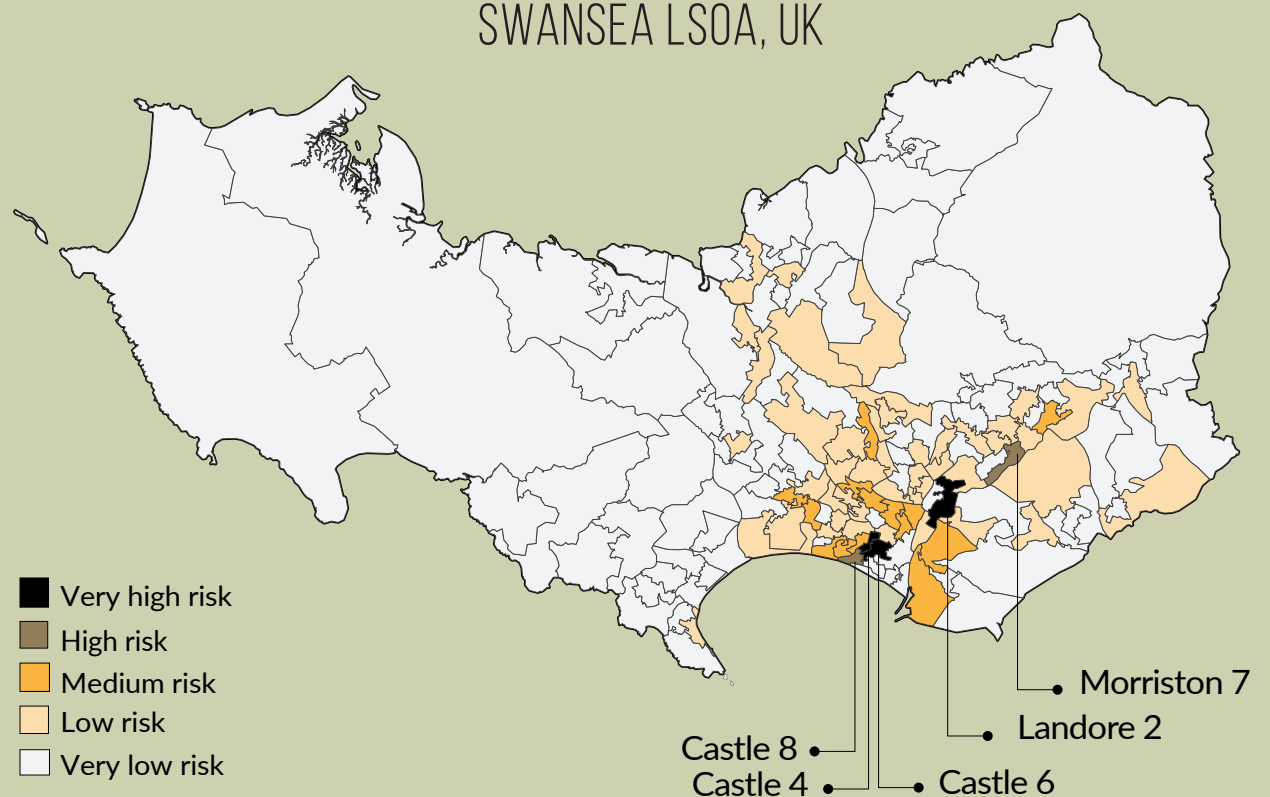 SWANSEA LSOA, UK
Very high risk
High risk
Medium risk
Low risk
Very low risk
Morriston 7
Landore 2
Castle 8
Castle 4
Castle 6